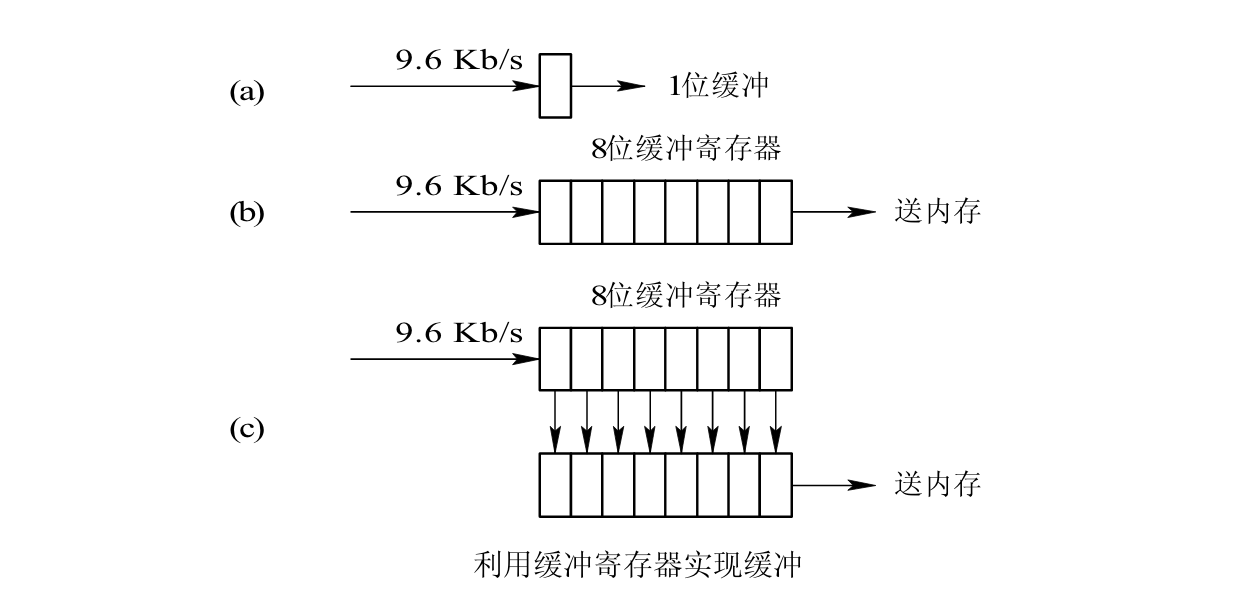 9.6 Kb/s
(a)
1位缓冲
8位缓冲寄存器
9.6 Kb/s
(b)
送内存
8位缓冲寄存器
9.6 Kb/s
(c)
送内存
利用缓冲寄存器实现缓冲